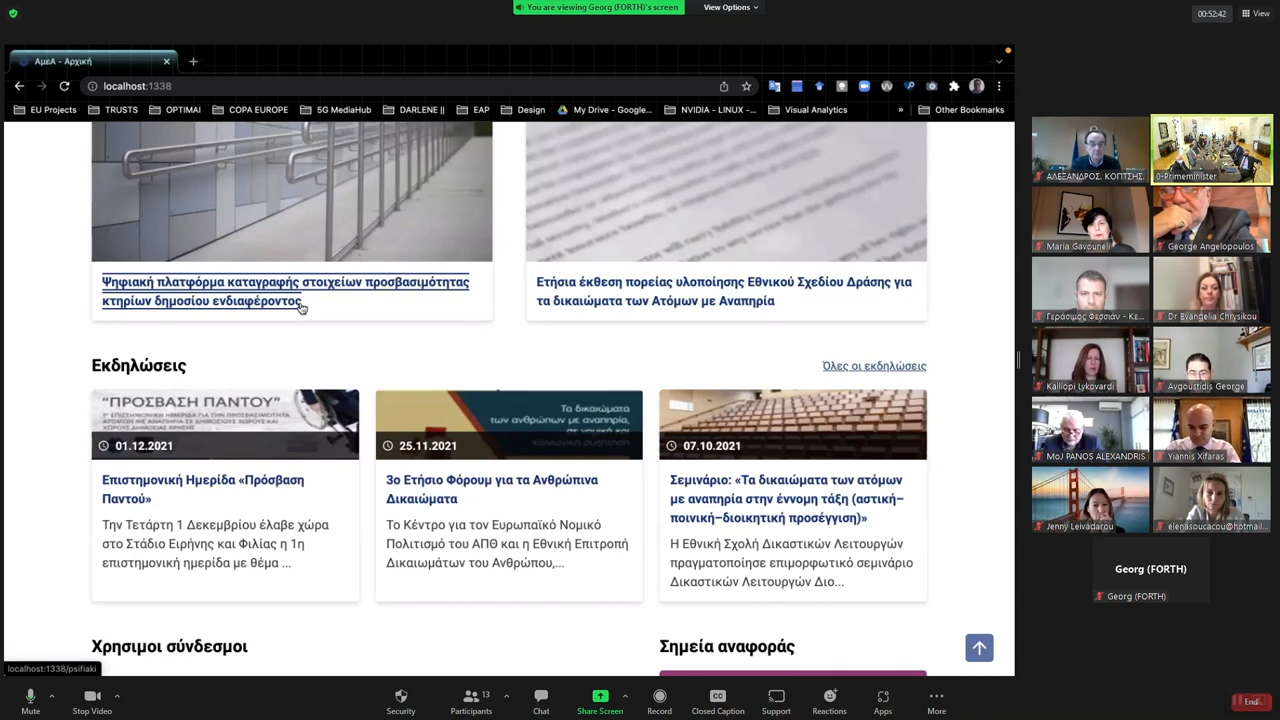 You are viewing Georg (FORTH)'s screen
View Options
00:52:42
View
ΑμεΑ - Αρχική
localhost:1338
EU Projects
TRUSTS
OPTIMAI
COPA EUROPE
5G MediaHub
DARLENE ||
EAP
Design
My Drive - Google...
NVIDIA - LINUX -...
Visual Analytics
»
Other Bookmarks
Ψηφιακή πλατφόρμα καταγραφής στοιχείων προσβασιμότητας
κτηρίων δημοσίου ενδιαφέροντος
Ετήσια έκθεση πορείας υλοποίησης Εθνικού Σχεδίου Δράσης για
τα δικαιώματα των Ατόμων με Αναπηρία
Εκδηλώσεις
Όλες οι εκδηλώσεις
“ΠΡΟΣΒΑΣΗ ΠΑΝΤΟΥ”
01.12.2021
Επιστημονική Ημερίδα «Πρόσβαση
Παντού»
Την Τετάρτη 1 Δεκεμβρίου έλαβε χώρα
στο Στάδιο Ειρήνης και Φιλίας η 1η
επιστημονική ημερίδα με θέμα ...
Τα δικαιώματα
των ανθρώπων με αναπηρία,
25.11.2021
3ο Ετήσιο Φόρουμ για τα Ανθρώπινα
Δικαιώματα
Το Κέντρο για τον Ευρωπαϊκό Νομικό
Πολιτισμό του ΑΠΘ και η Εθνική Επιτροπή
Δικαιωμάτων του Ανθρώπου,...
07.10.2021
Σεμινάριο: «Τα δικαιώματα των ατόμων
με αναπηρία στην έννομη τάξη (αστική–
ποινική–διοικητική προσέγγιση)»
Η Εθνική Σχολή Δικαστικών Λειτουργών
πραγματοποίησε επιμορφωτικό σεμινάριο
Δικαστικών Λειτουργών Διο...
Χρησιμοι σύνδεσμοι
Σημεία αναφοράς
localhost:1338/psifiaki
ΑΛΕΞΑΝΔΡΟΣ. ΚΟΠΤΣΗΣ.
0-Primeminister
Maria Gavouneli
George Angelopoulos
Γεράσιμος Φεσσιάν - Κε...
Dr Evangelia Chrysikou
Kalliopi Lykovardi
Avgoustidis George
MoJ PANOS ALEXANDRIS
Yiannis Xifaras
Jenny Leivadarou
elenasoucacou@hotmail...
Georg (FORTH)
Georg (FORTH)
Mute
Stop Video
Security
Participants
13
Chat
Share Screen
Record
CC
Closed Caption
Support
Reactions
Apps
More
End